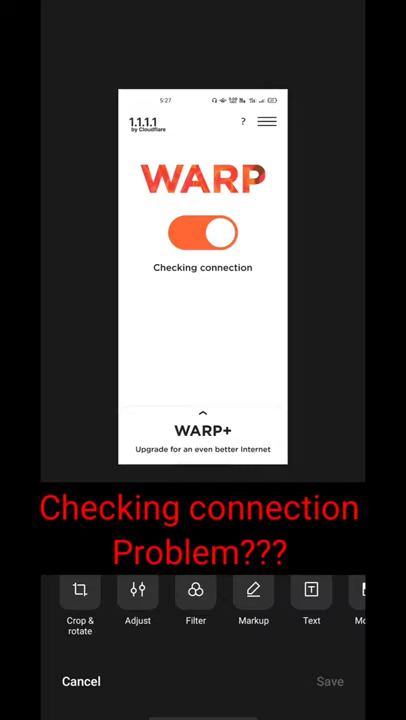 5:27
1.1.1.1
by Cloudflare
?
WARP
Checking connection
WARP+
Upgrade for an even better Internet
Checking connection
Problem???
Crop & rotate
Adjust
Filter
Markup
Text
Cancel
Save